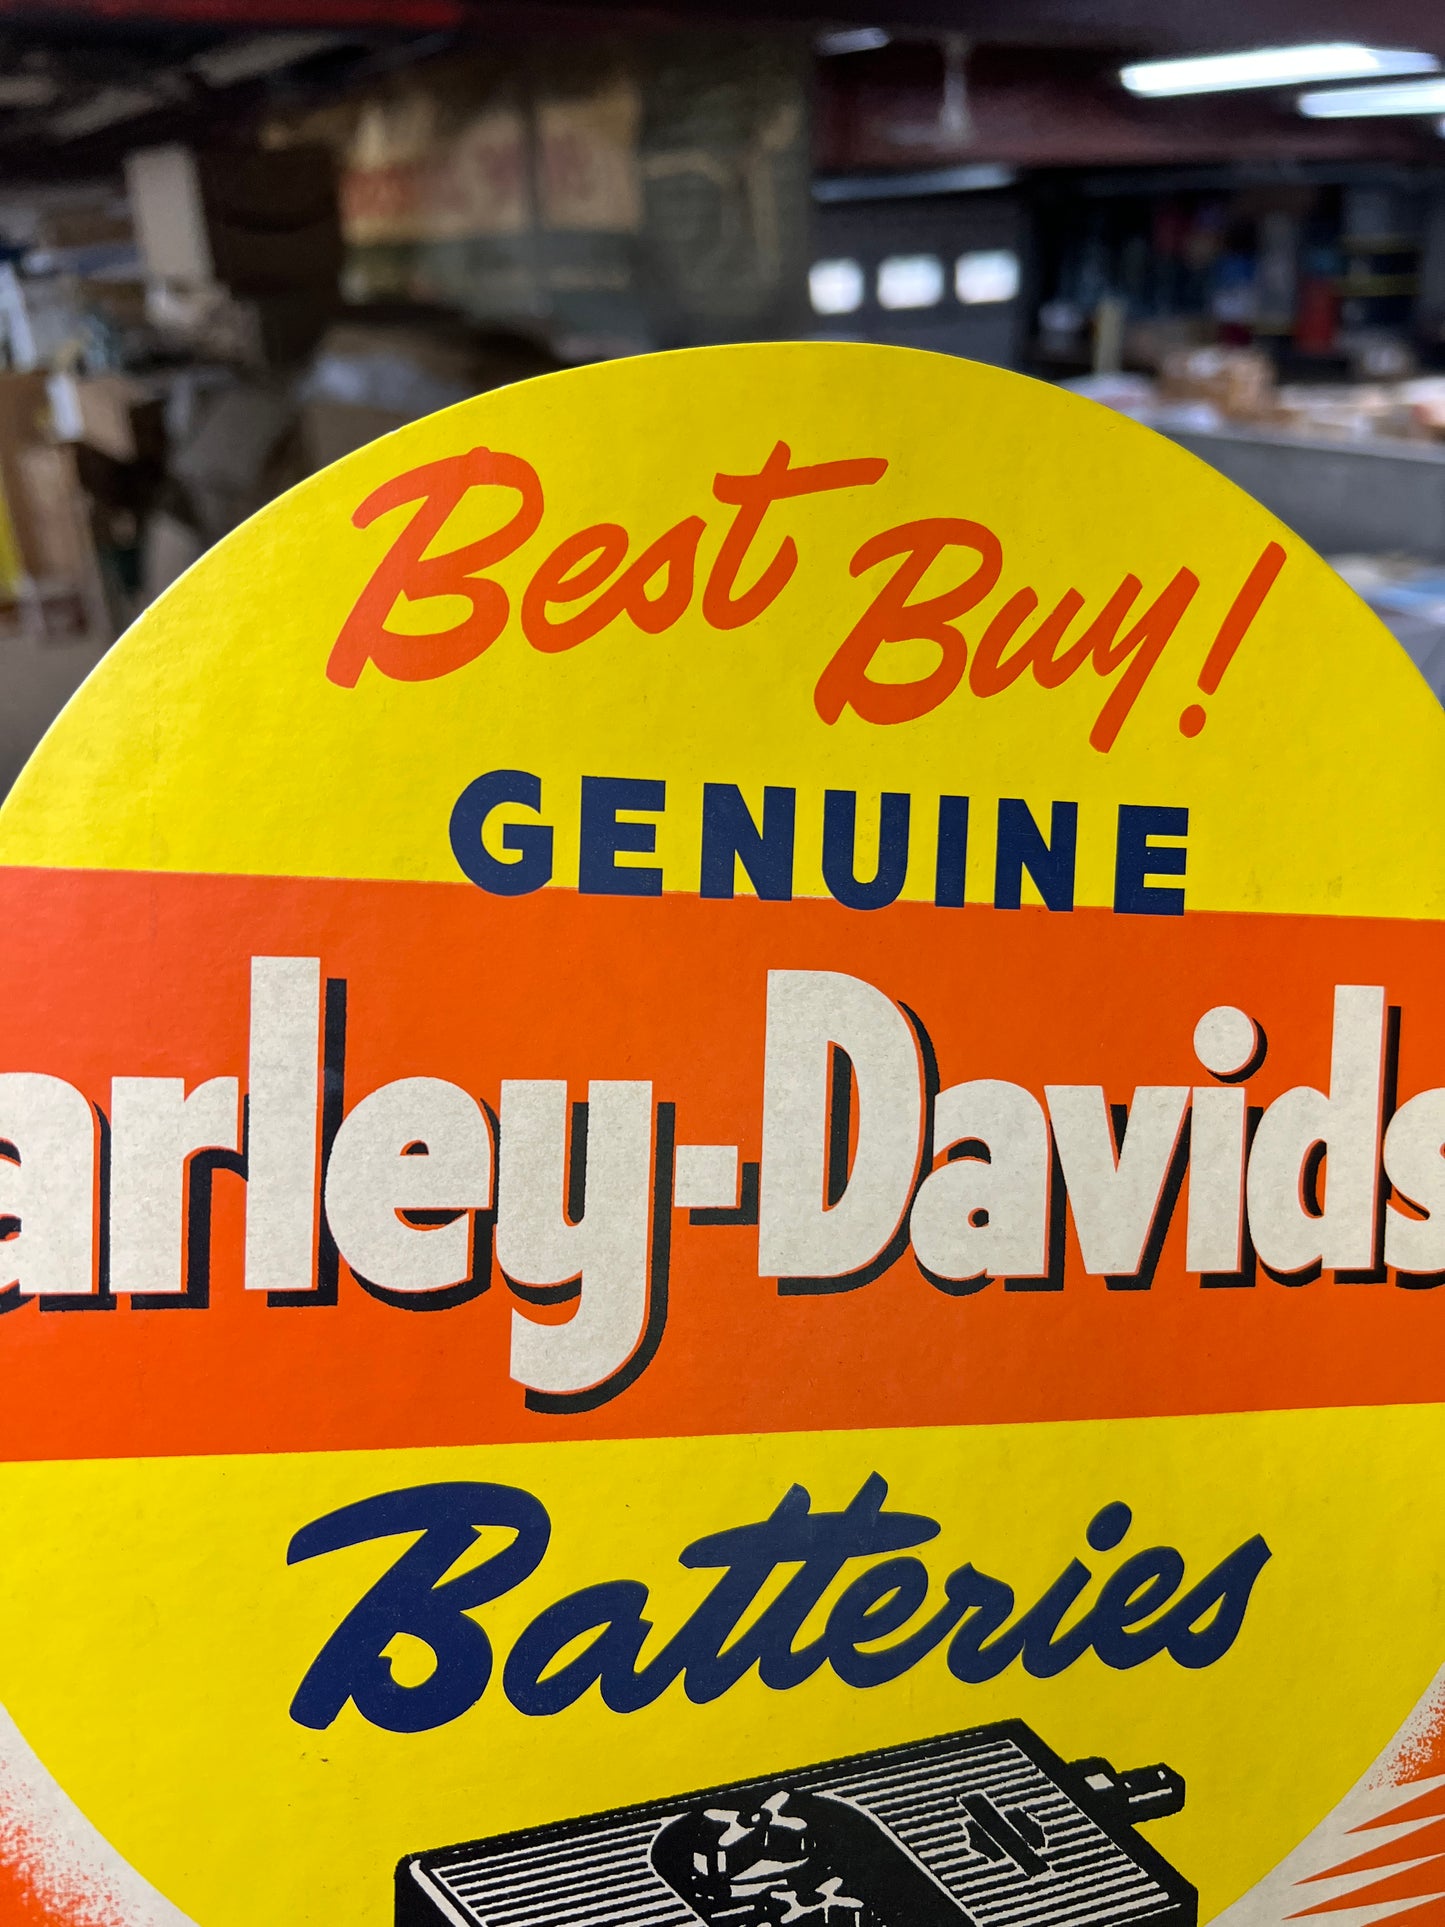 Best Buy!
GENUINE
arley-Davids
Batteries